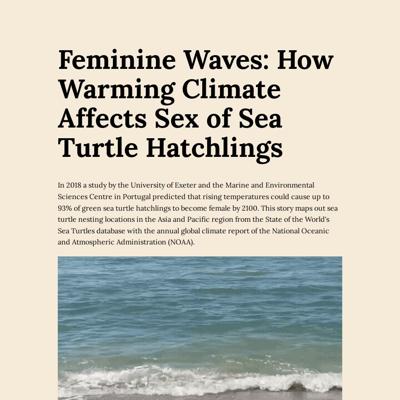 Feminine Waves: How
Warming Climate
Affects Sex of Sea
Turtle Hatchlings
In 2018 a study by the University of Exeter and the Marine and Environmental
Sciences Centre in Portugal predicted that rising temperatures could cause up to
93% of green sea turtle hatchlings to become female by 2100. This story maps out sea
turtle nesting locations in the Asia and Pacific region from the State of the World's
Sea Turtles database with the annual global climate report of the National Oceanic
and Atmospheric Administration (NOAA).